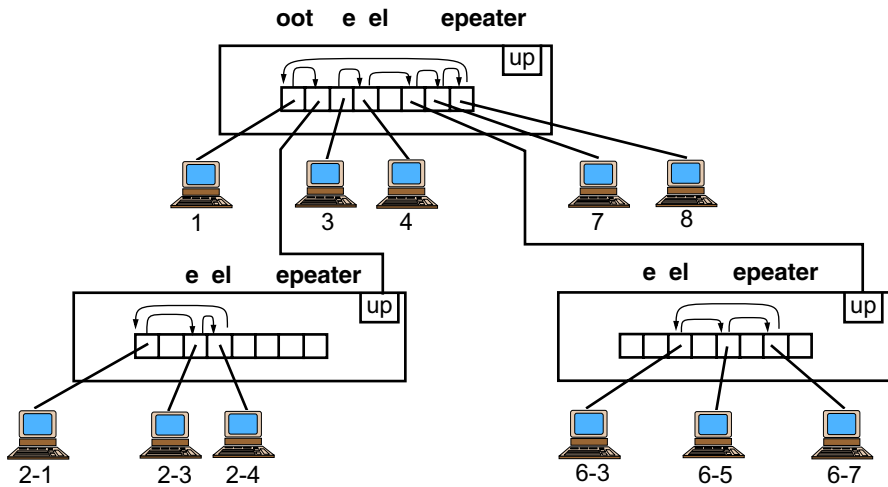 oot e el epeater
up
1 3 4 7 8
e el epeater
up
e el epeater
up
2-1 2-3 2-4
6-3 6-5 6-7